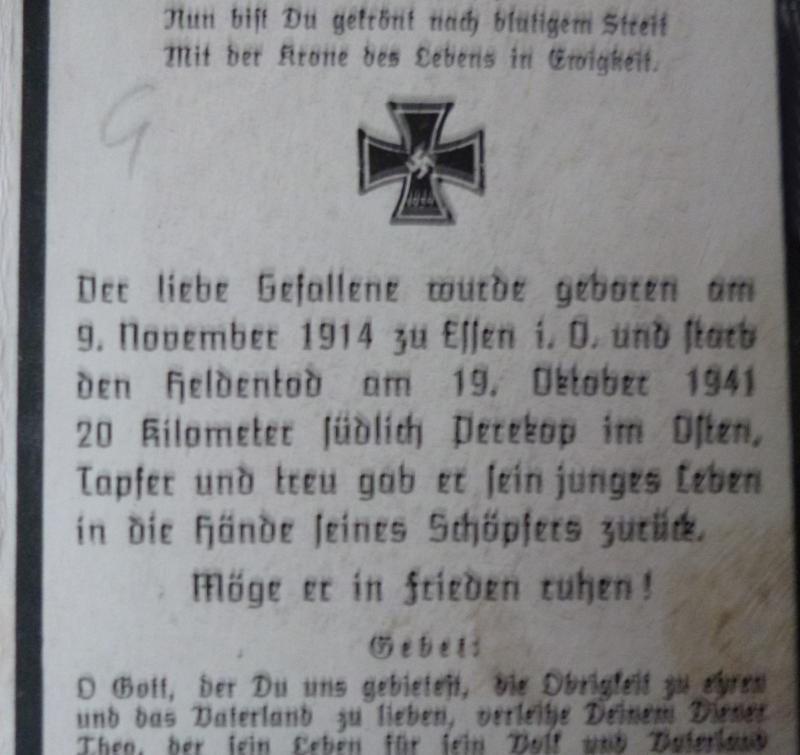 Nun bist Du gekrönt nach blutigem Streit
Mit der Krone des Lebens in Ewigkeit.
G
Der liebe Gefallene wurde geboren am
9. November 1914 zu Essen i. O. und starb
den Heldentod am 19. Oktober 1941
20 Kilometer südlich Perekop im Osten,
Tapfer und treu gab er sein junges Leben
in die Hände seines Schöpfers zurück.
Möge er in Frieden ruhen!
Gebet:
O Gott, der Du uns gebietest, die Obrigkeit zu ehren
und das Vaterland zu lieben, verleihe Deinem Diener
Theo, der sein Leben für sein Volk und Vaterland